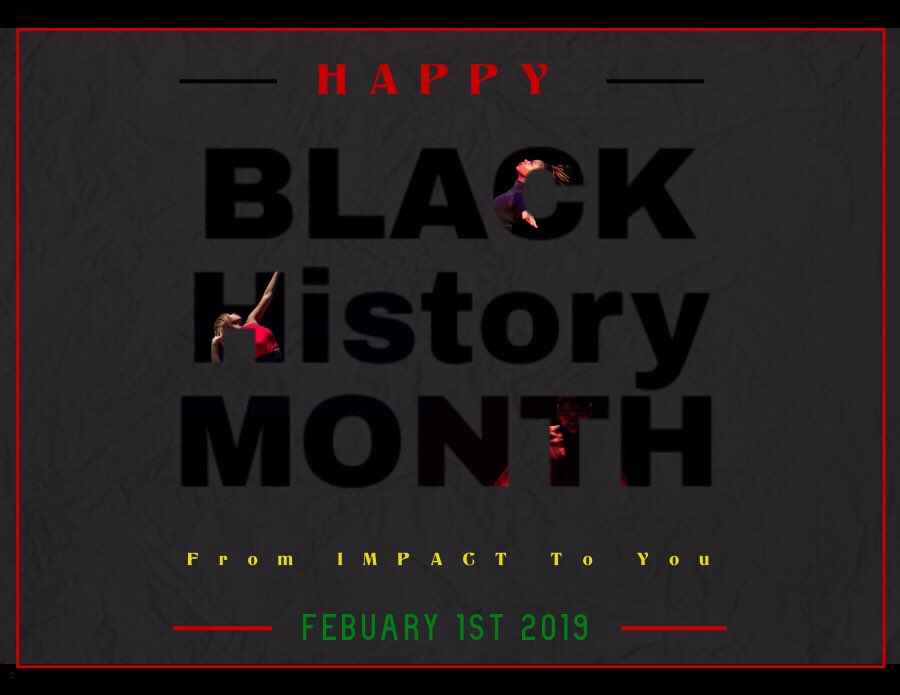 HAPPY
BLACK
History
MONTH
From IMPACT To You
FEBUARY 1ST 2019